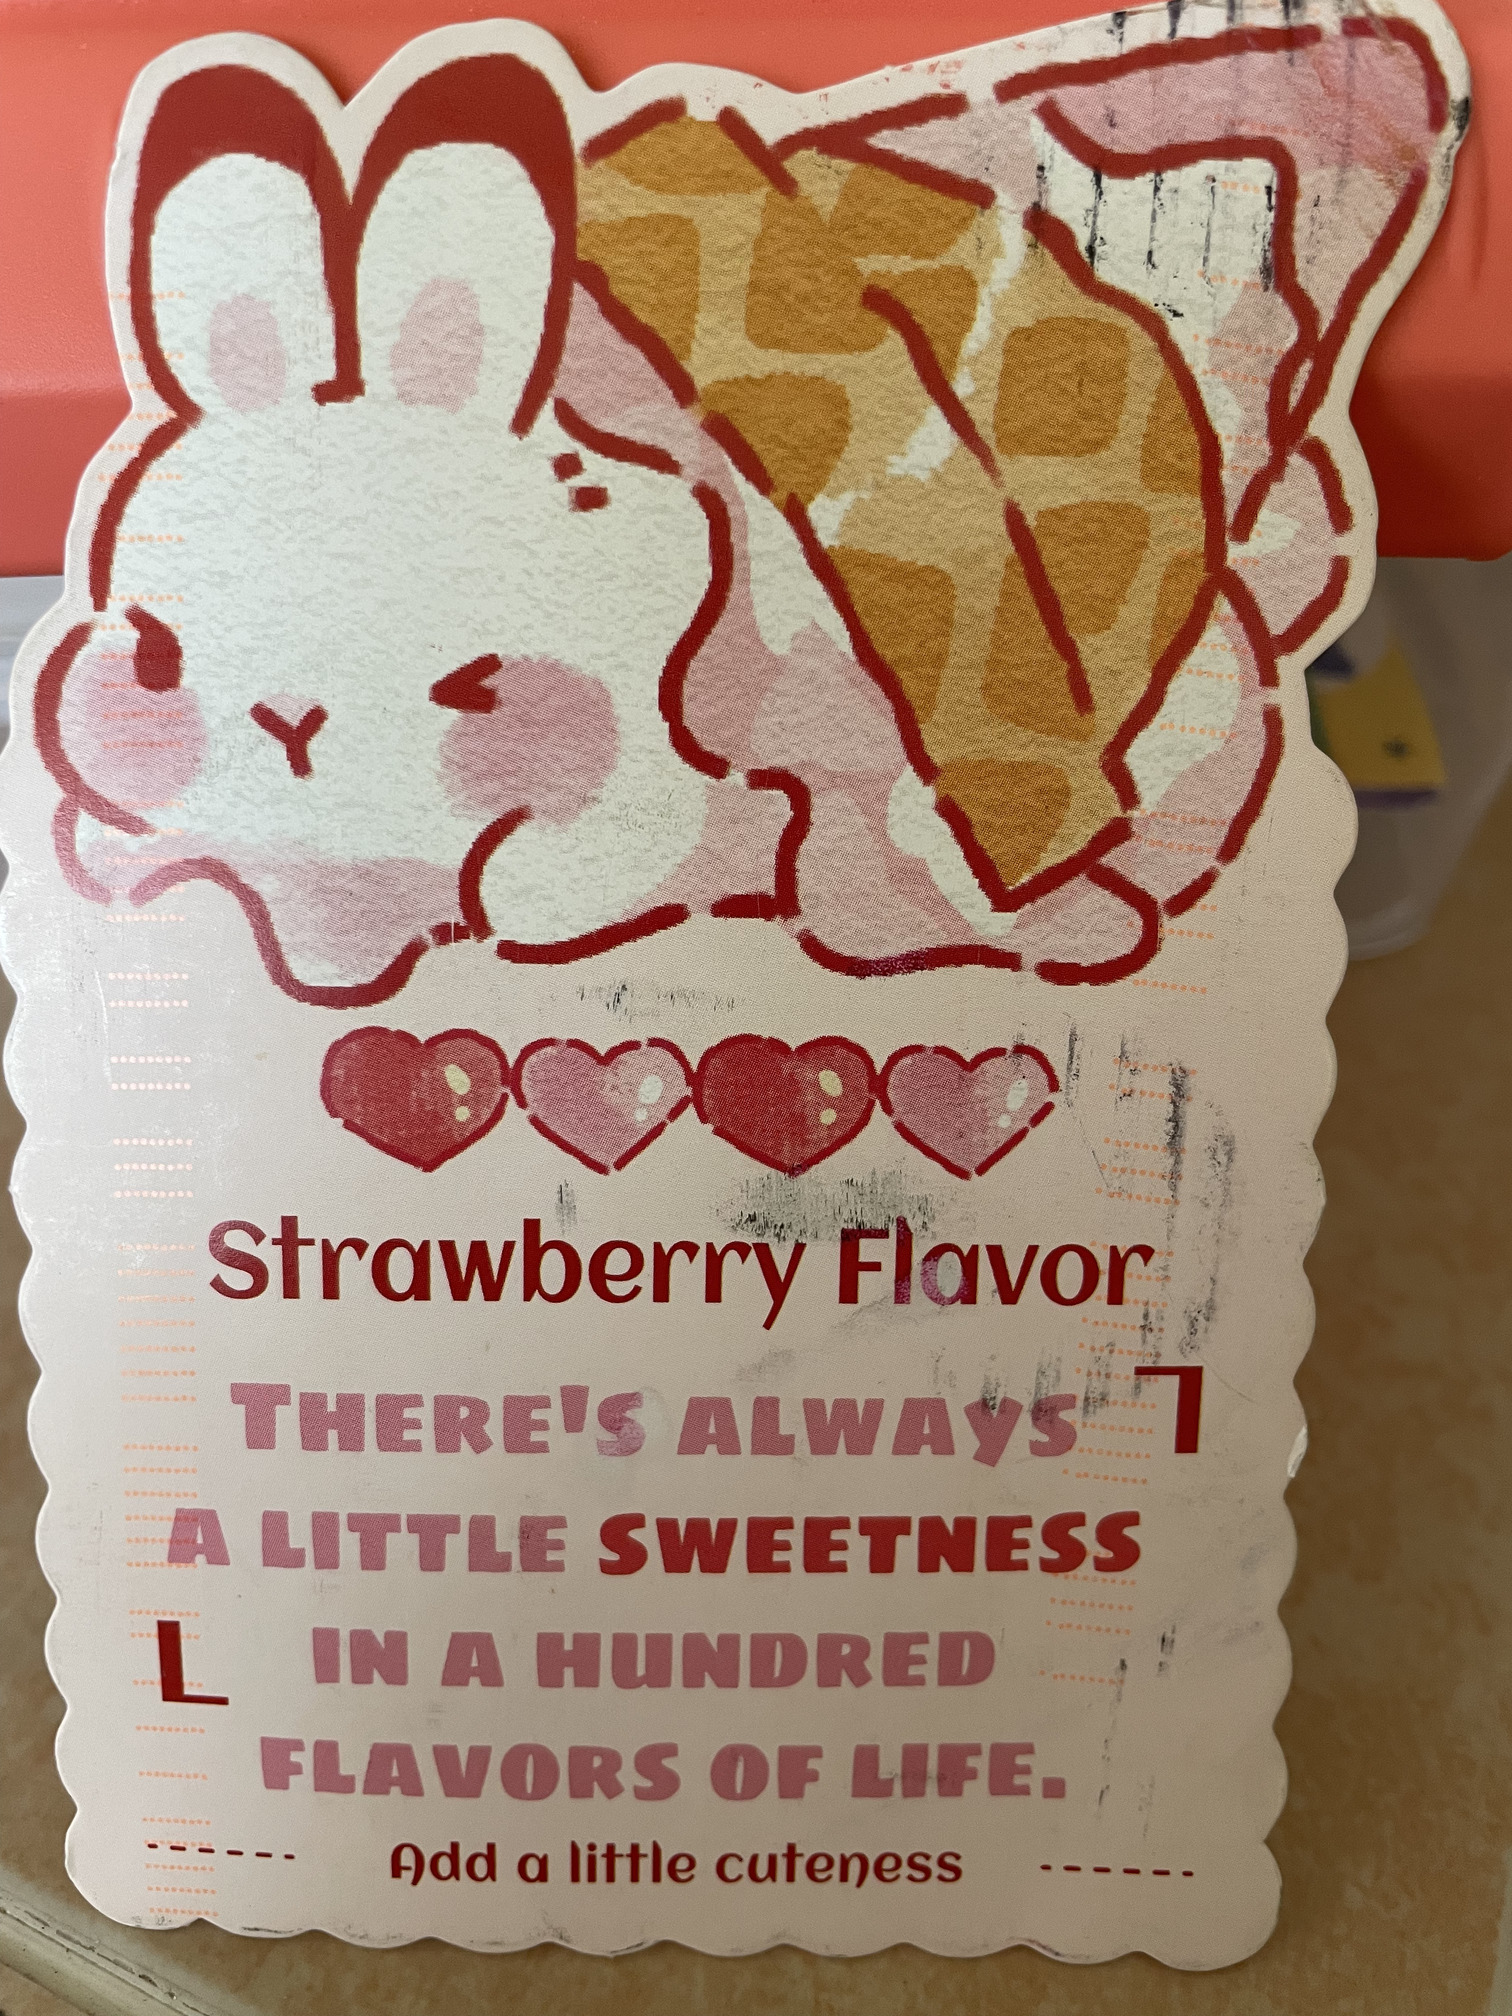 Strawberry Flavor
THERE'S ALWAYS
A LITTLE SWEETNESS
IN A HUNDRED
FLAVORS OF LIFE.
Add a little cuteness